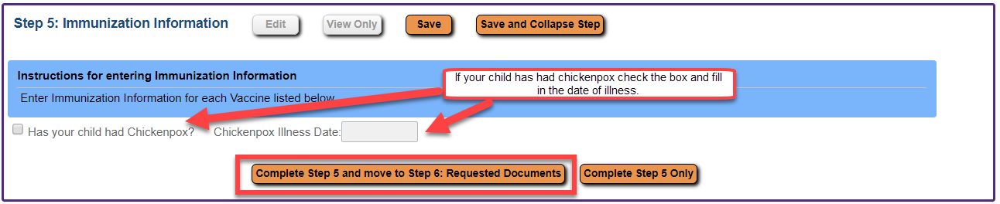 Step 5: Immunization Information Edit View Only Save Save and Collapse Step
Instructions for entering Immunization Information
If your child has had chickenpox check the box and fill
in the date of illness.
Enter Immunization Information for each Vaccine listed below
Has your child had Chickenpox? Chickenpox Illness Date:
Complete Step 5 and move to Step 6: Requested Documents Complete Step 5 Only